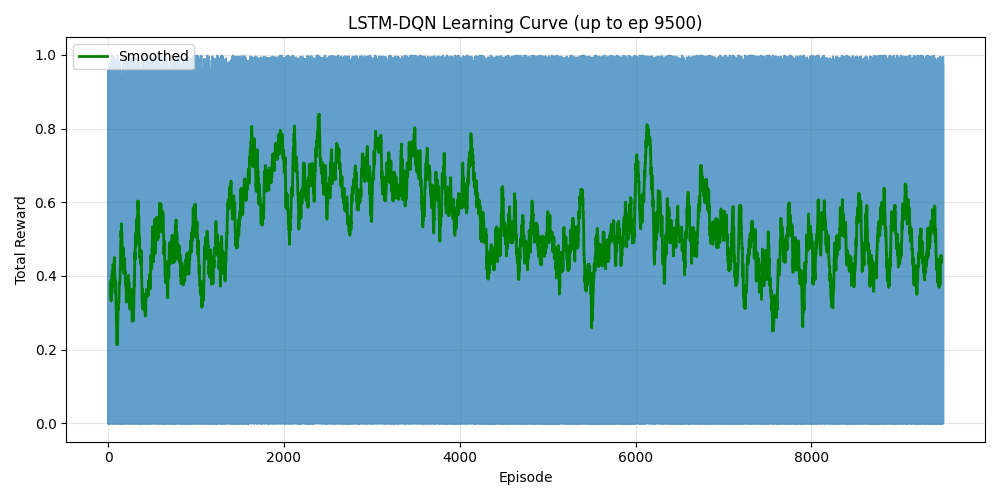 LSTM-DQN Learning Curve (up to ep 9500)
Smoothed
Total Reward
1.0
0.8
0.6
0.4
0.2
0.0
0 2000 4000 6000 8000
Episode